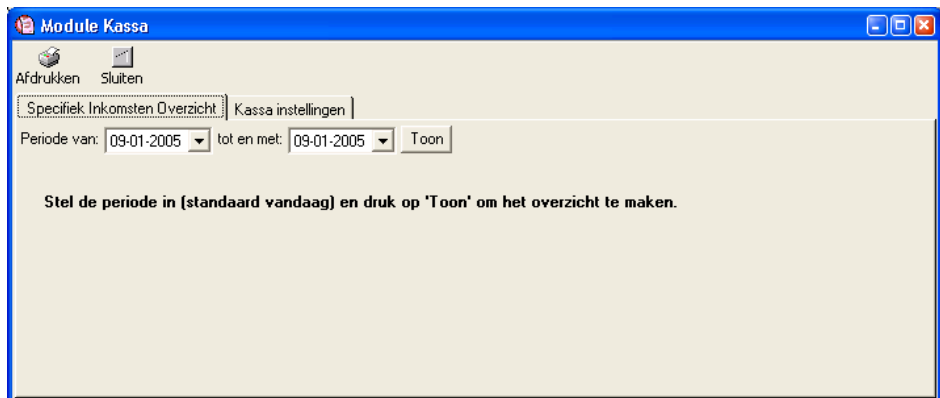 Module Kassa
Afdrukken Sluiten
Specifiek Inkomsten Overzicht Kassa instellingen
Periode van: 09-01-2005 tot en met: 09-01-2005 Toon
Stel de periode in (standaard vandaag) en druk op 'Toon' om het overzicht te maken.